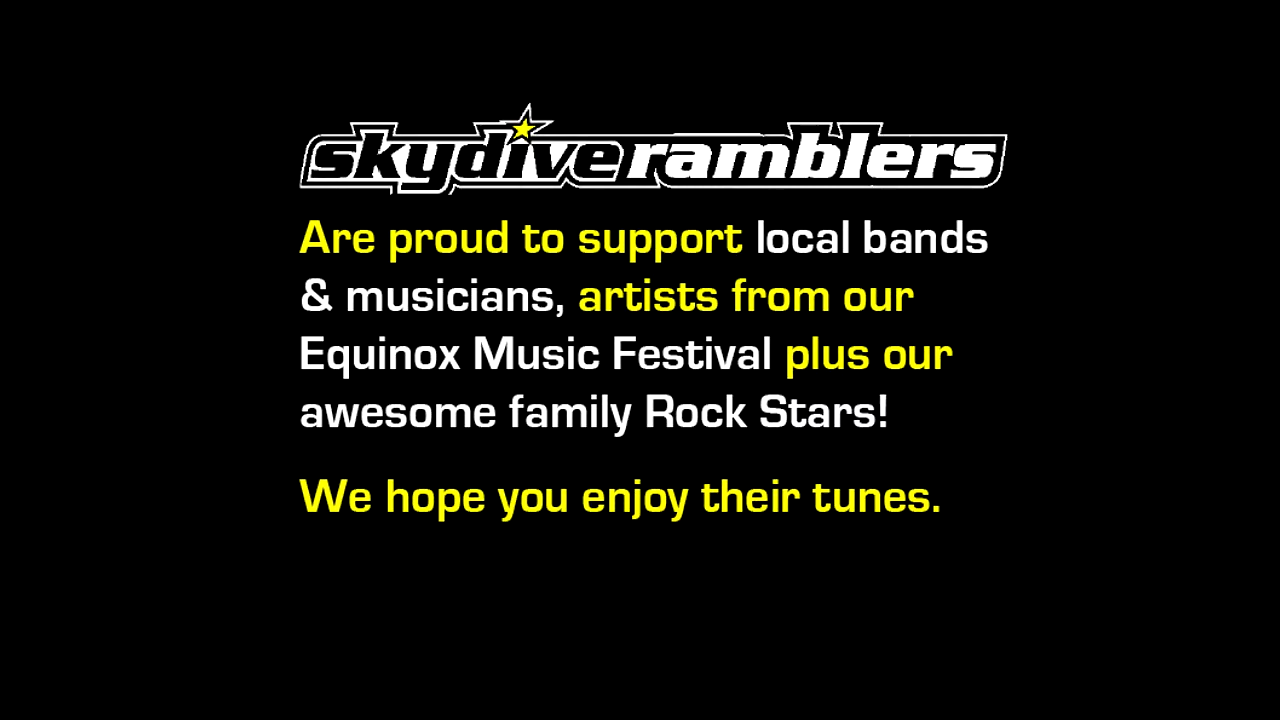 skydiveramblers
Are proud to support local bands
& musicians, artists from our
Equinox Music Festival plus our
awesome family Rock Stars!
We hope you enjoy their tunes.